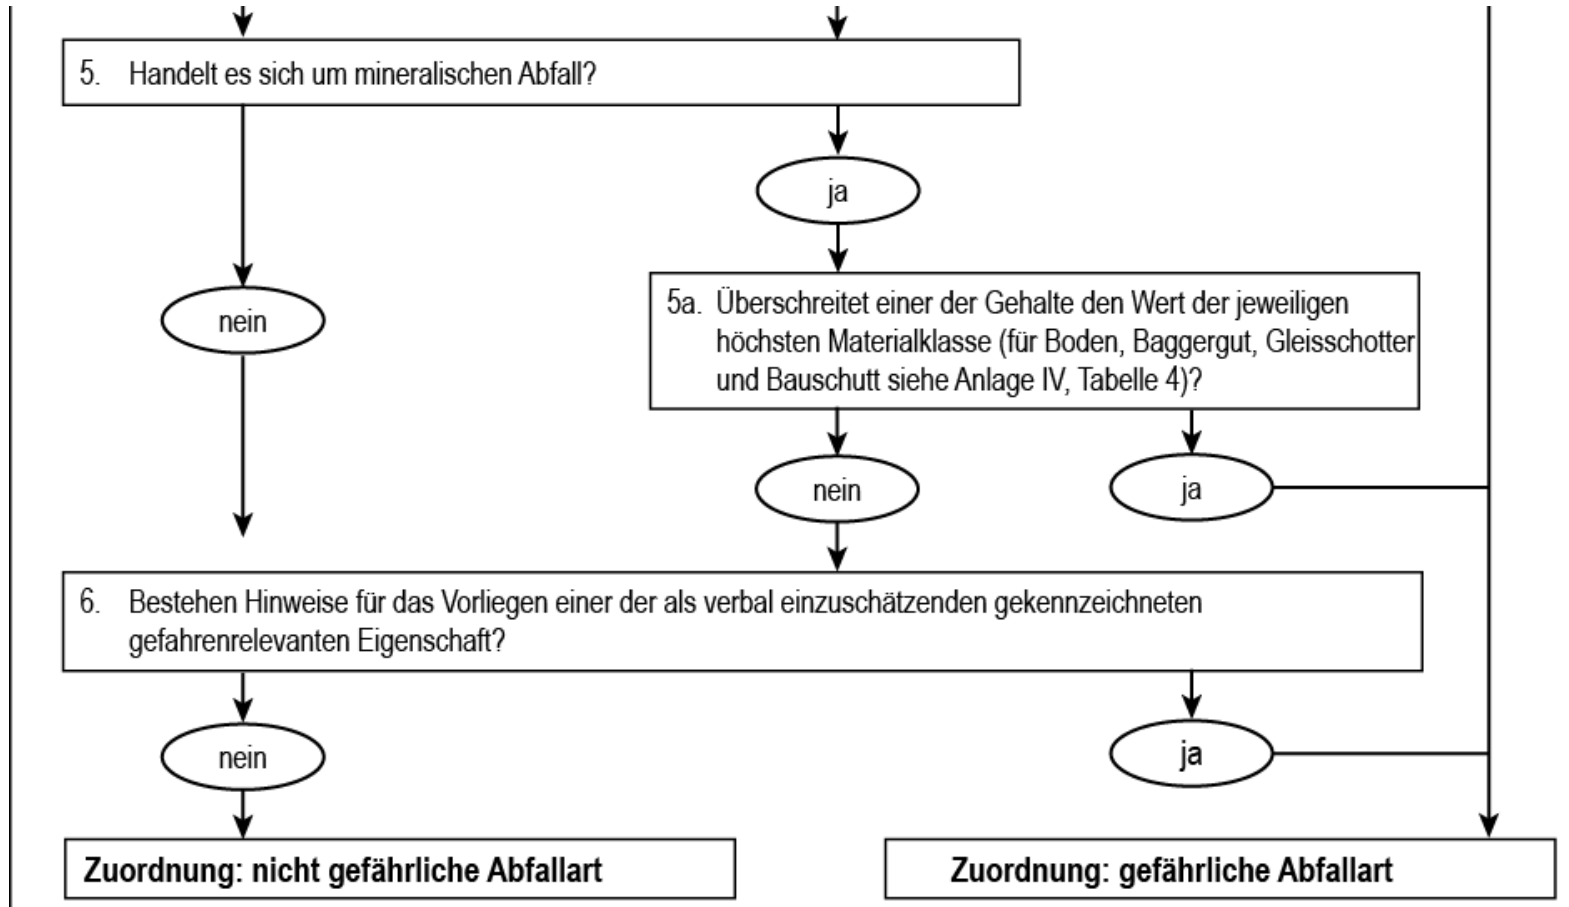 5. Handelt es sich um mineralischen Abfall?
ja
nein
5a. Überschreitet einer der Gehalte den Wert der jeweiligen
höchsten Materialklasse (für Boden, Baggergut, Gleisschotter
und Bauschutt siehe Anlage IV, Tabelle 4)?
nein
ja
6. Bestehen Hinweise für das Vorliegen einer der als verbal einzuschätzenden gekennzeichneten
gefahrenrelevanten Eigenschaft?
nein
ja
Zuordnung: nicht gefährliche Abfallart
Zuordnung: gefährliche Abfallart